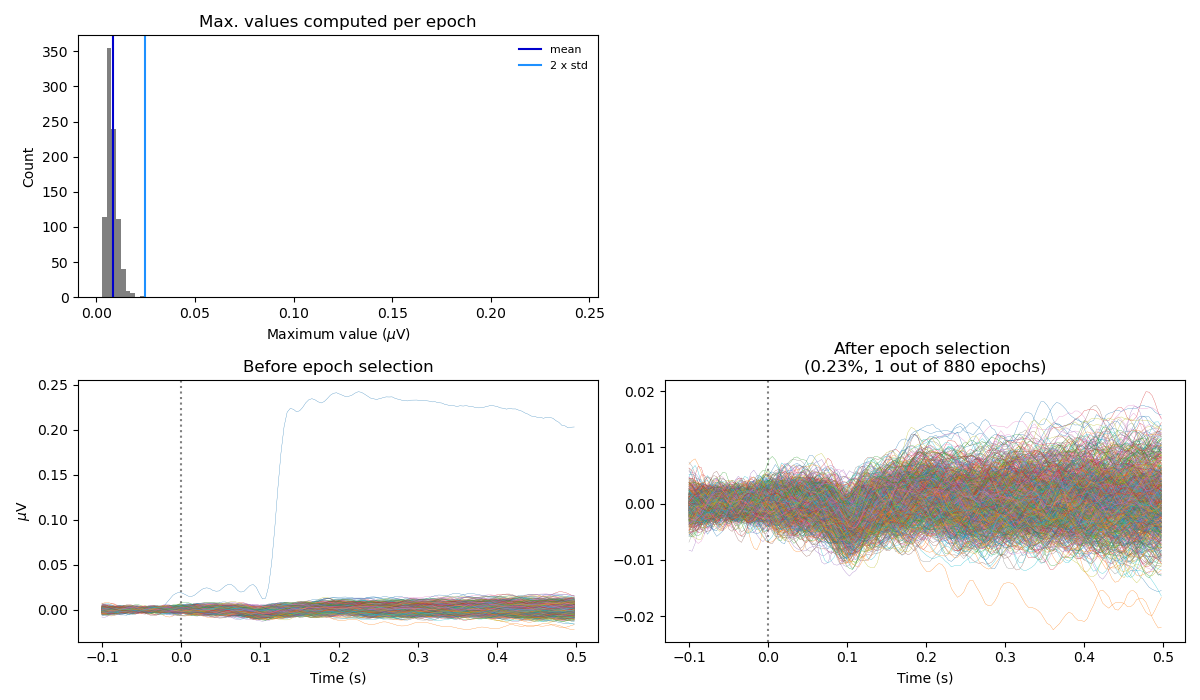 Max. values computed per epoch
350
300
250
200
150
100
50
0
Count
mean
2 x std
0.00 0.05 0.10 0.15 0.20 0.25
Maximum value (μV)
Before epoch selection
0.25
0.20
0.15
0.10
0.05
0.00
μV
−0.1 0.0 0.1 0.2 0.3 0.4 0.5
Time (s)
After epoch selection
(0.23%, 1 out of 880 epochs)
0.02
0.01
0.00
−0.01
−0.02
−0.1 0.0 0.1 0.2 0.3 0.4 0.5
Time (s)